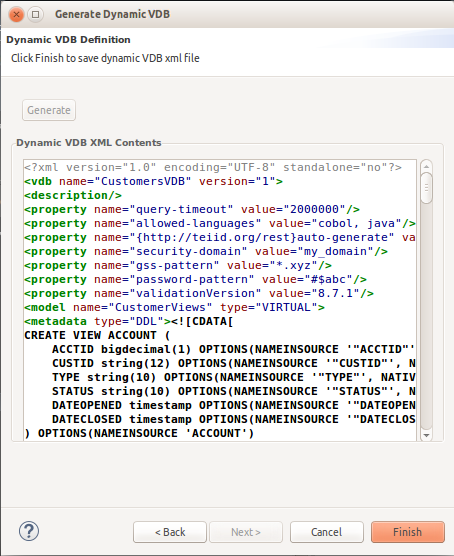 Generate Dynamic VDB
Dynamic VDB Definition
Click Finish to save dynamic VDB xml file
Generate
Dynamic VDB XML Contents
<?xml version="1.0" encoding="UTF-8" standalone="no"?>
<vdb name="CustomersVDB" version="1">
<description/>
<property name="query-timeout" value="2000000"/>
<property name="allowed-languages" value="cobol, java"/>
<property name="{http://teiid.org/rest}auto-generate" va
<property name="security-domain" value="my_domain"/>
<property name="gss-pattern" value="*.xyz"/>
<property name="password-pattern" value="#$abc"/>
<property name="validationVersion" value="8.7.1"/>
<model name="CustomerViews" type="VIRTUAL">
<metadata type="DDL"><![CDATA[
CREATE VIEW ACCOUNT (
ACCTID bigdecimal(1) OPTIONS(NAMEINSOURCE '"ACCTID"'
CUSTID string(12) OPTIONS(NAMEINSOURCE '"CUSTID"', N
TYPE string(10) OPTIONS(NAMEINSOURCE '"TYPE"', NATIV
STATUS string(10) OPTIONS(NAMEINSOURCE '"STATUS"', N
DATEOPENED timestamp OPTIONS(NAMEINSOURCE '"DATEOPEN
DATECLOSED timestamp OPTIONS(NAMEINSOURCE '"DATECLOS
) OPTIONS(NAMEINSOURCE 'ACCOUNT')
?
< Back
Next >
Cancel
Finish